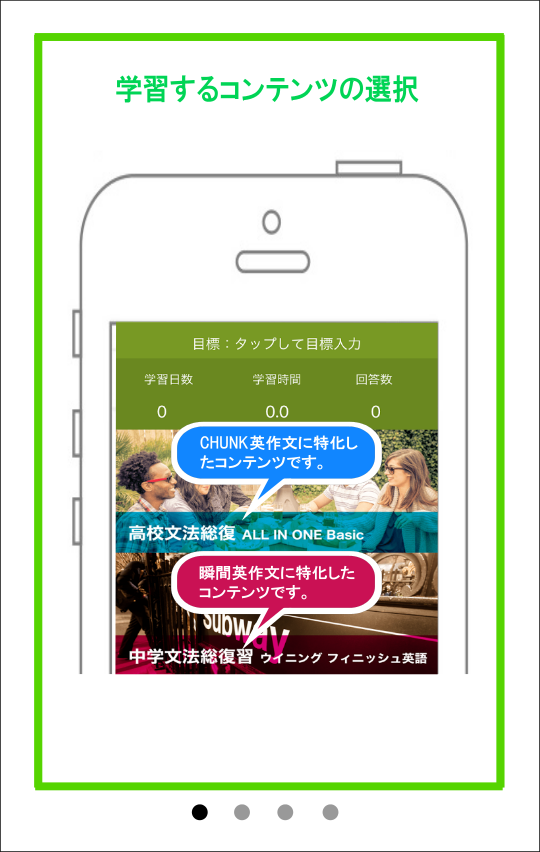 学習するコンテンツの選択
目標：タップして目標入力
学習日数 学習時間 回答数
0 0.0 0
CHUNK英作文に特化し
たコンテンツです。
高校文法総復 ALL IN ONE Basic
瞬間英作文に特化した
コンテンツです。
Subway
中学文法総復習 ウイニング フィニッシュ英語